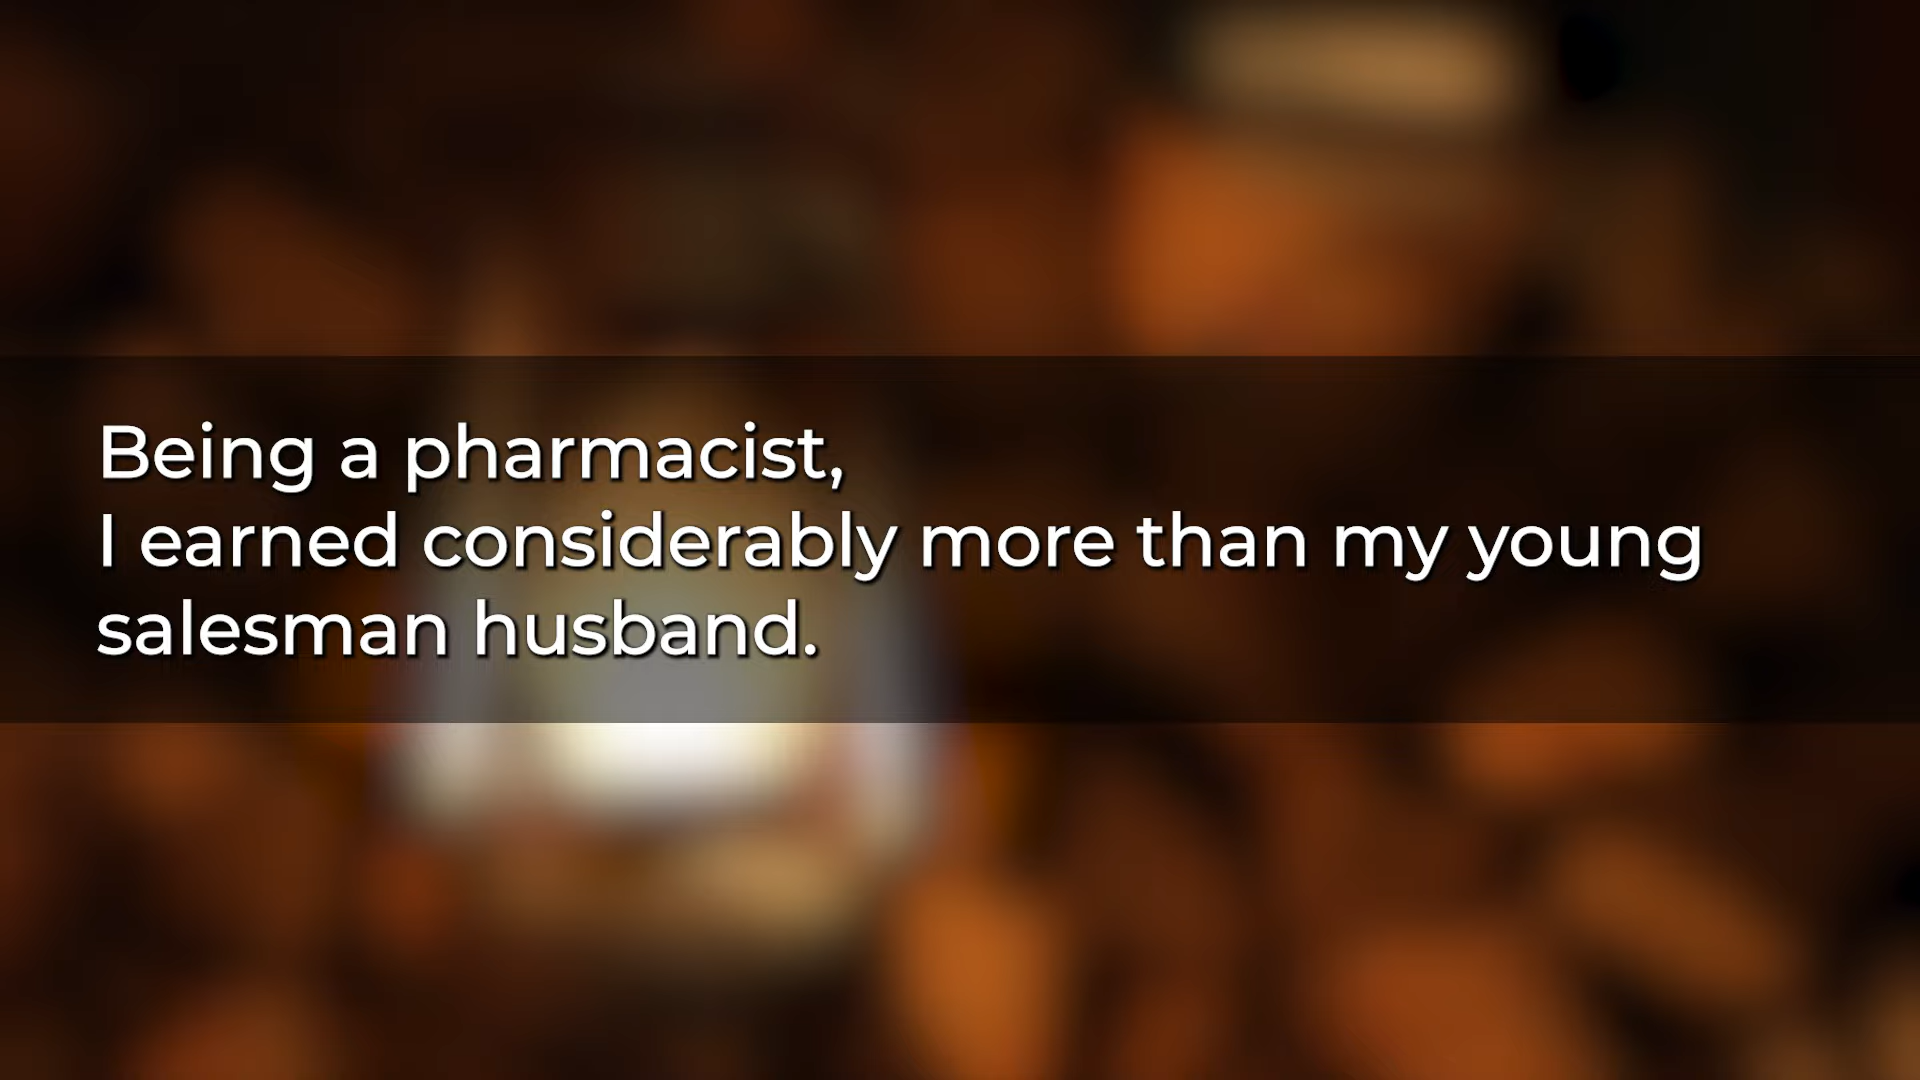 Being a pharmacist,
I earned considerably more than my young
salesman husband.